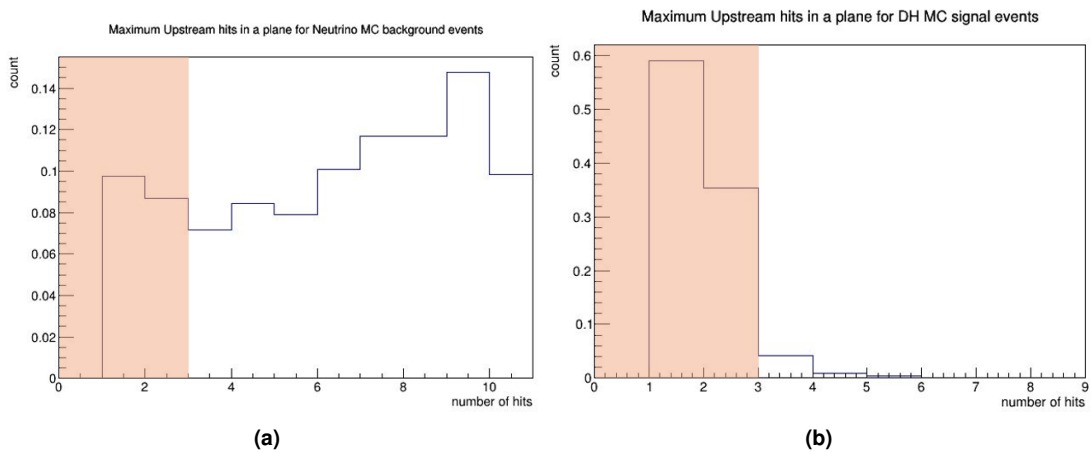 Maximum Upstream hits in a plane for Neutrino MC background events
count
0.14
0.12
0.1
0.08
0.06
0.04
0.02
0
0 2 4 6 8 10
number of hits
(a)
Maximum Upstream hits in a plane for DH MC signal events
count
0.6
0.5
0.4
0.3
0.2
0.1
0
0 1 2 3 4 5 6 7 8 9
number of hits
(b)